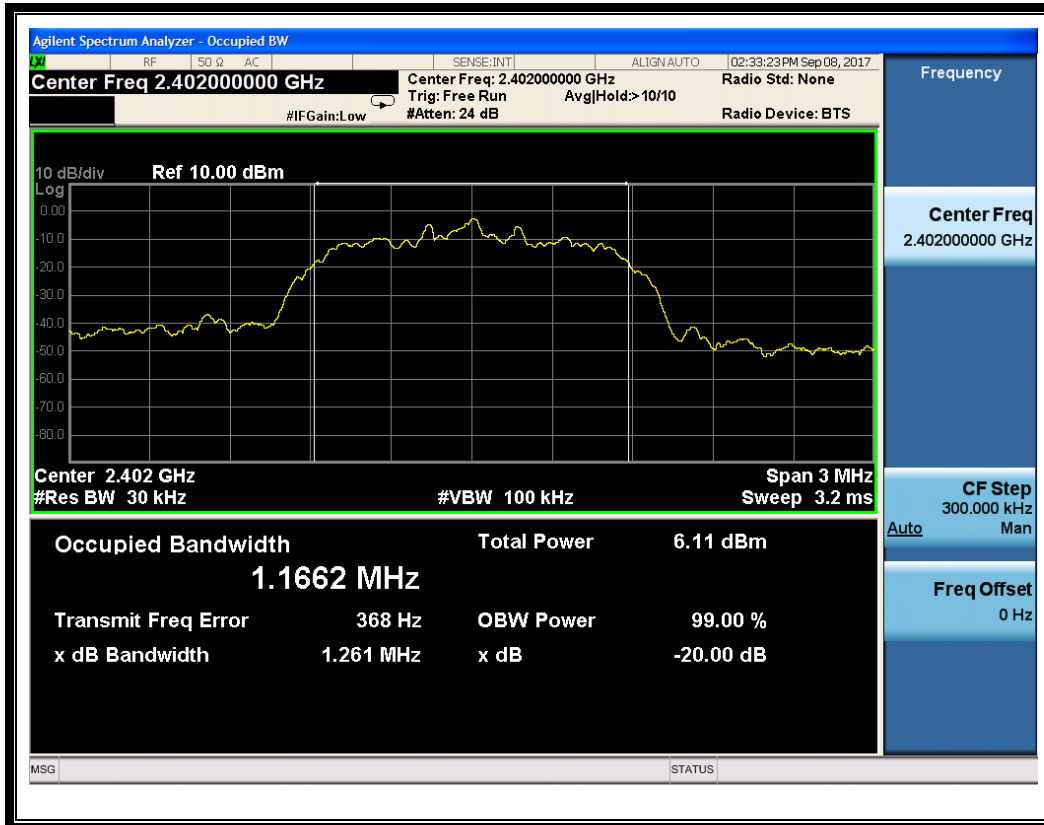 Agilent Spectrum Analyzer - Occupied BW
LXI RF 50 Ω AC SENSE:INT ALIGN AUTO 02:33:23 PM Sep 08, 2017
Center Freq 2.402000000 GHz
Center Freq: 2.402000000 GHz
Radio Std: None
Trig: Free Run Avg|Hold:> 10/10
#IFGain:Low #Atten: 24 dB Radio Device: BTS
10 dB/div Ref 10.00 dBm
Log
0.00
-10.0
-20.0
-30.0
-40.0
-50.0
-60.0
-70.0
-80.0
Center 2.402 GHz Span 3 MHz
#Res BW 30 kHz #VBW 100 kHz Sweep 3.2 ms
Occupied Bandwidth Total Power 6.11 dBm
1.1662 MHz
Transmit Freq Error 368 Hz OBW Power 99.00 %
x dB Bandwidth 1.261 MHz x dB -20.00 dB
MSG STATUS
Frequency
Center Freq
2.402000000 GHz
CF Step
300.000 kHz
Auto Man
Freq Offset
0 Hz